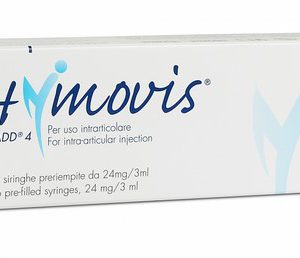 Hymovis®
ADD® 4
Per uso intrarticolare
For intra-articular injection
siringhe preriempite da 24mg/3ml
pre-filled syringes, 24 mg/3 ml